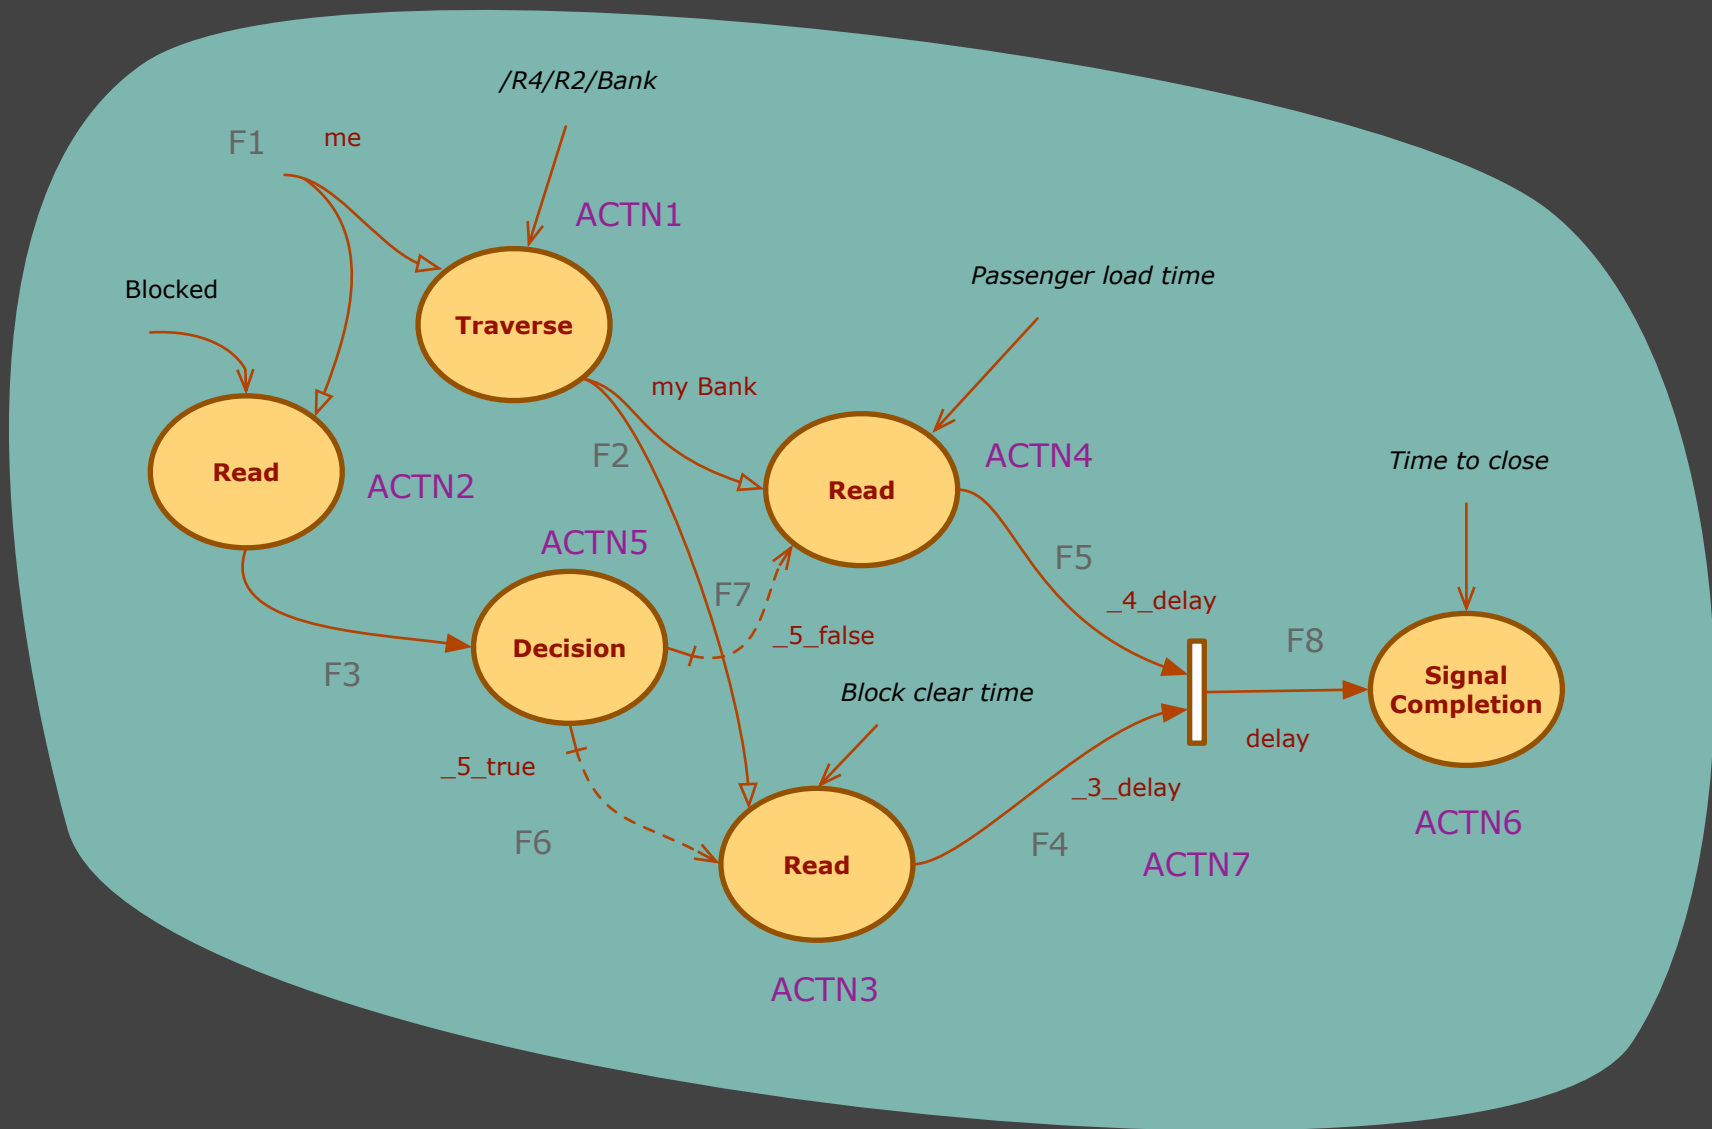 /R4/R2/Bank
F1
me
ACTN1
Passenger load time
Blocked
Traverse
my Bank
F2
ACTN4
Time to close
Read
ACTN2
Read
ACTN5
F5
F7
_4_delay
_5_false
F8
Decision
F3
Signal
Completion
Block clear time
delay
_5_true
_3_delay
F6
F4
ACTN6
Read
ACTN7
ACTN3